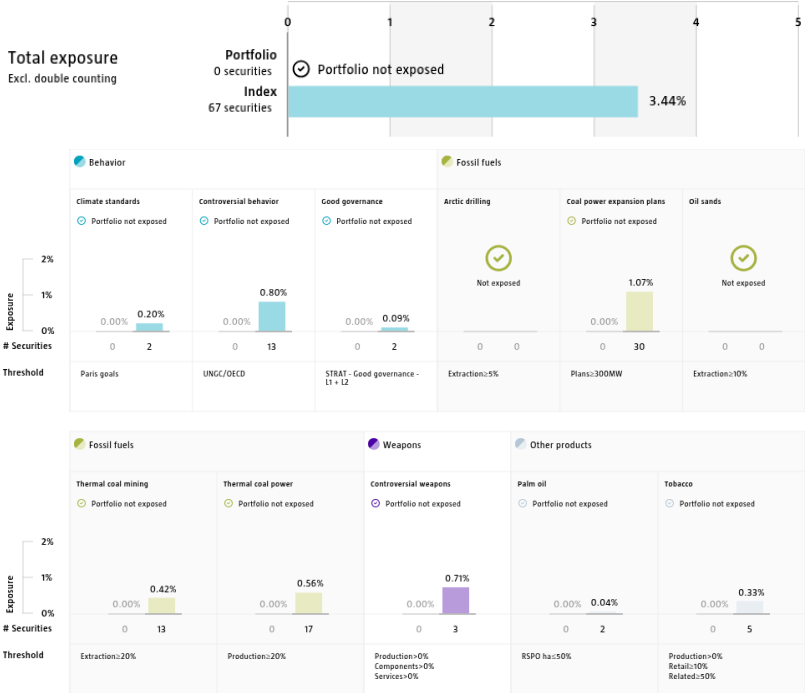 0 1 2 3 4 5
Total exposure
Excl. double counting
Portfolio
0 securities
Portfolio not exposed
Index
67 securities
3.44%
Behavior
Fossil fuels
Climate standards
Controversial behavior
Good governance
Arctic drilling
Coal power expansion plans
Oil sands
Portfolio not exposed
Portfolio not exposed
Portfolio not exposed
Portfolio not exposed
Not exposed
Not exposed
Exposure
2%
1%
0%
0.00% 0.20%
0.00% 0.80%
0.00% 0.09%
0.00% 1.07%
# Securities 0 2 0 13 0 2 0 0 0 30 0 0
Threshold
Paris goals
UNGC/OECD
STRAT - Good governance -
L1 + L2
Extraction≥5%
Plans≥300MW
Extraction≥10%
Fossil fuels
Weapons
Other products
Thermal coal mining
Thermal coal power
Controversial weapons
Palm oil
Tobacco
Portfolio not exposed
Portfolio not exposed
Portfolio not exposed
Portfolio not exposed
Portfolio not exposed
Exposure
2%
1%
0%
0.00% 0.42%
0.00% 0.56%
0.00% 0.71%
0.00% 0.04%
0.00% 0.33%
# Securities 0 13 0 17 0 3 0 2 0 5
Threshold
Extraction≥20%
Production≥20%
Production>0%
Components>0%
Services>0%
RSPO ha≤50%
Production>0%
Retail≥10%
Related≥50%